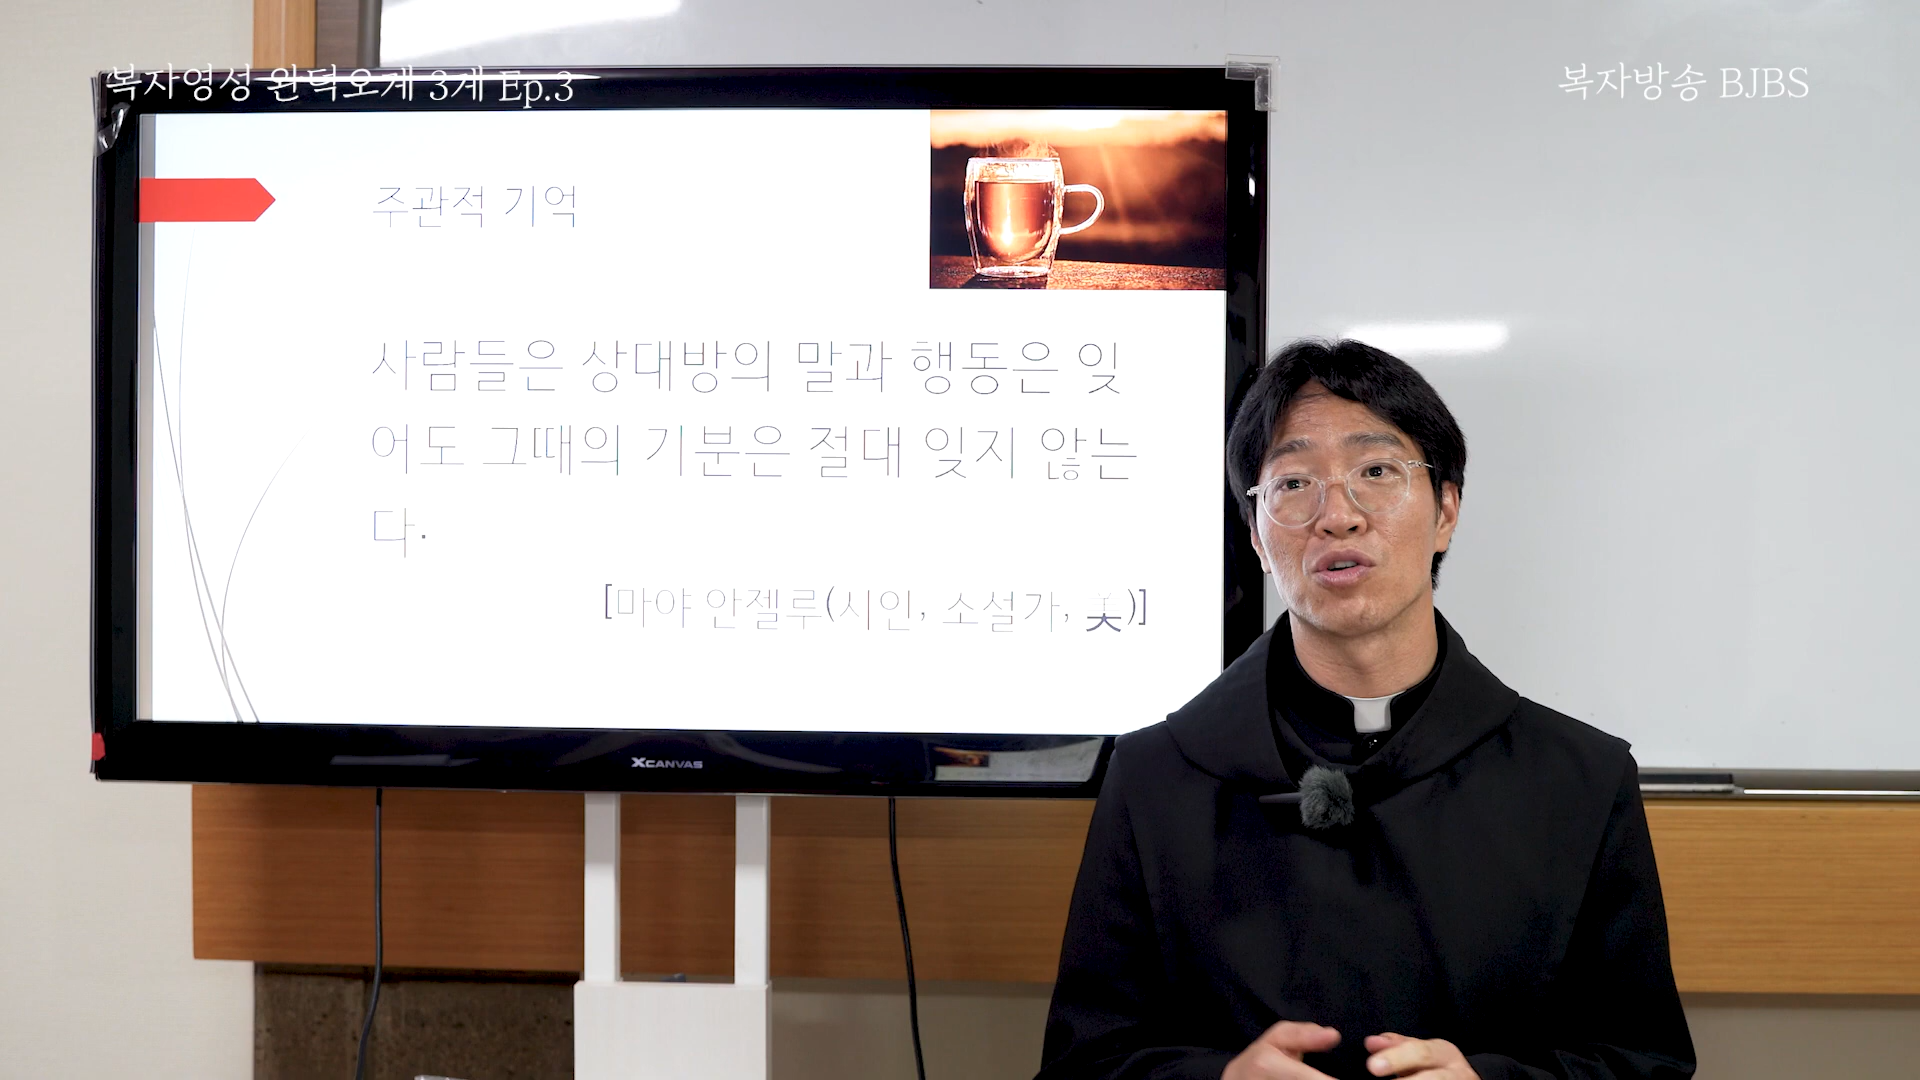 복자영성 완덕오계 3계 Ep.3
복자방송 BJBS
주관적 기억
사람들은 상대방의 말과 행동은 잊
어도 그때의 기분은 절대 잊지 않는
다.
[마야 안젤루(시인, 소설가, 美)]
XCANVAS